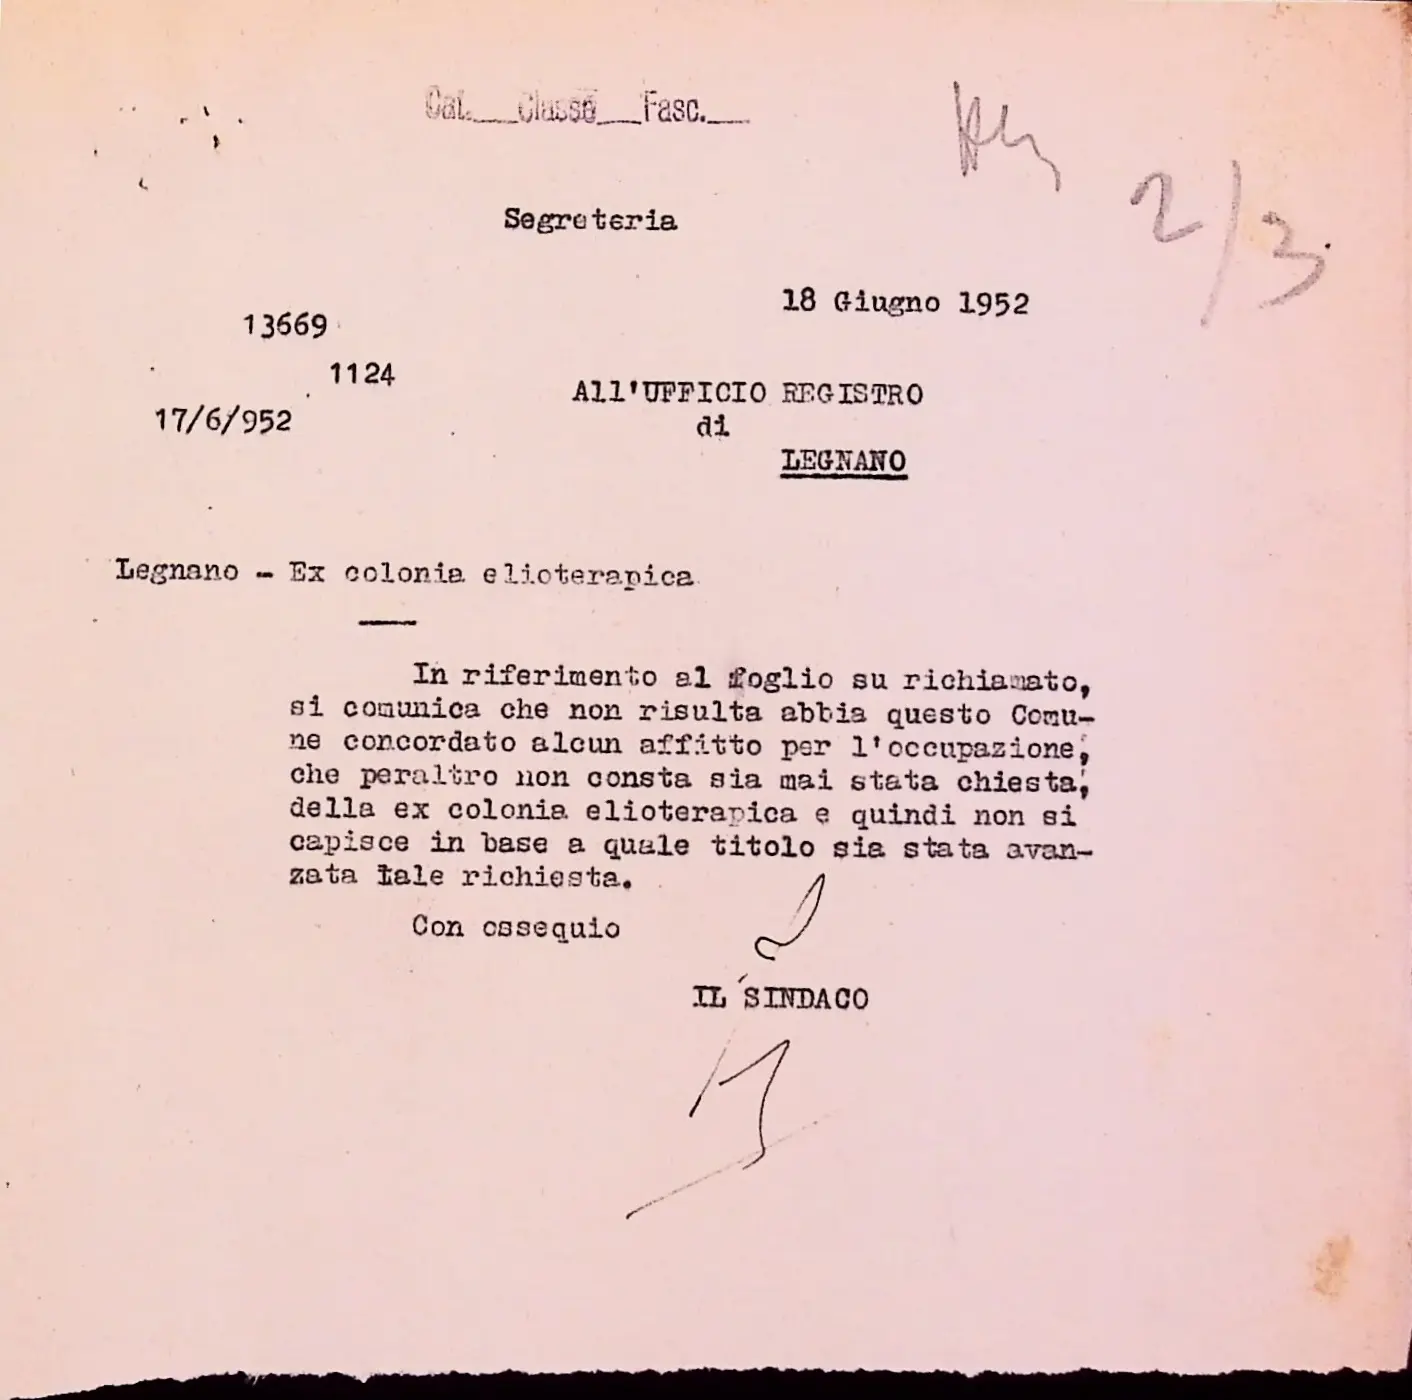 Cat.___Classe___Fasc.___
2/3.
Segreteria
18 Giugno 1952
13669
1124
All'UFFICIO REGISTRO
17/6/952
di
LEGNANO
Legnano - Ex colonia elioterapica
In riferimento al foglio su richiamato,
si comunica che non risulta abbia questo Comu-
ne concordato alcun affitto per l'occupazione,
che peraltro non consta sia mai stata chiesta,
della ex colonia elioterapica e quindi non si
capisce in base a quale titolo sia stata avan-
zata tale richiesta.
Con ossequio
IL SINDACO